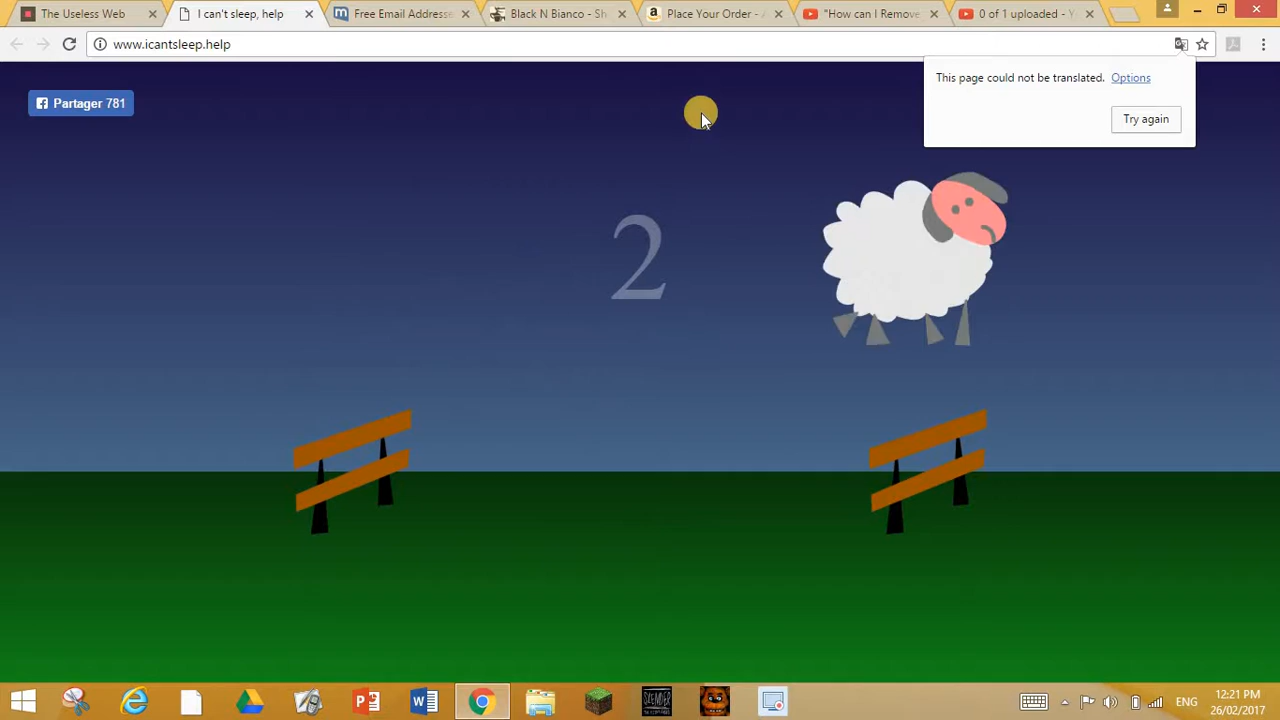 The Useless Web
I can't sleep, help
Free Email Addresse
Black N Bianco - Sh
Place Your Order - A
"How can I Remove
0 of 1 uploaded - Y
www.icantsleep.help
This page could not be translated. Options
Try again
Partager 781
2
ENG
12:21 PM
26/02/2017